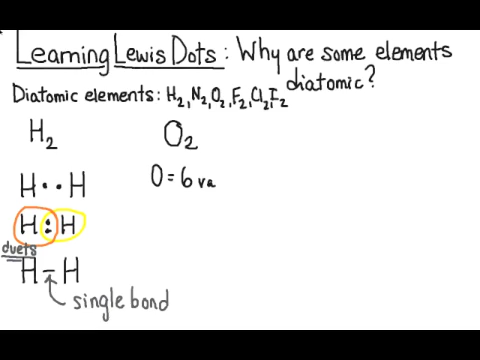 Learning Lewis Dots: Why are some elements
diatomic?
Diatomic elements: H2, N2, O2, F2, Cl2, I2
H2
O2
H··H
O = 6 va
H:H
duets
H-H
single bond